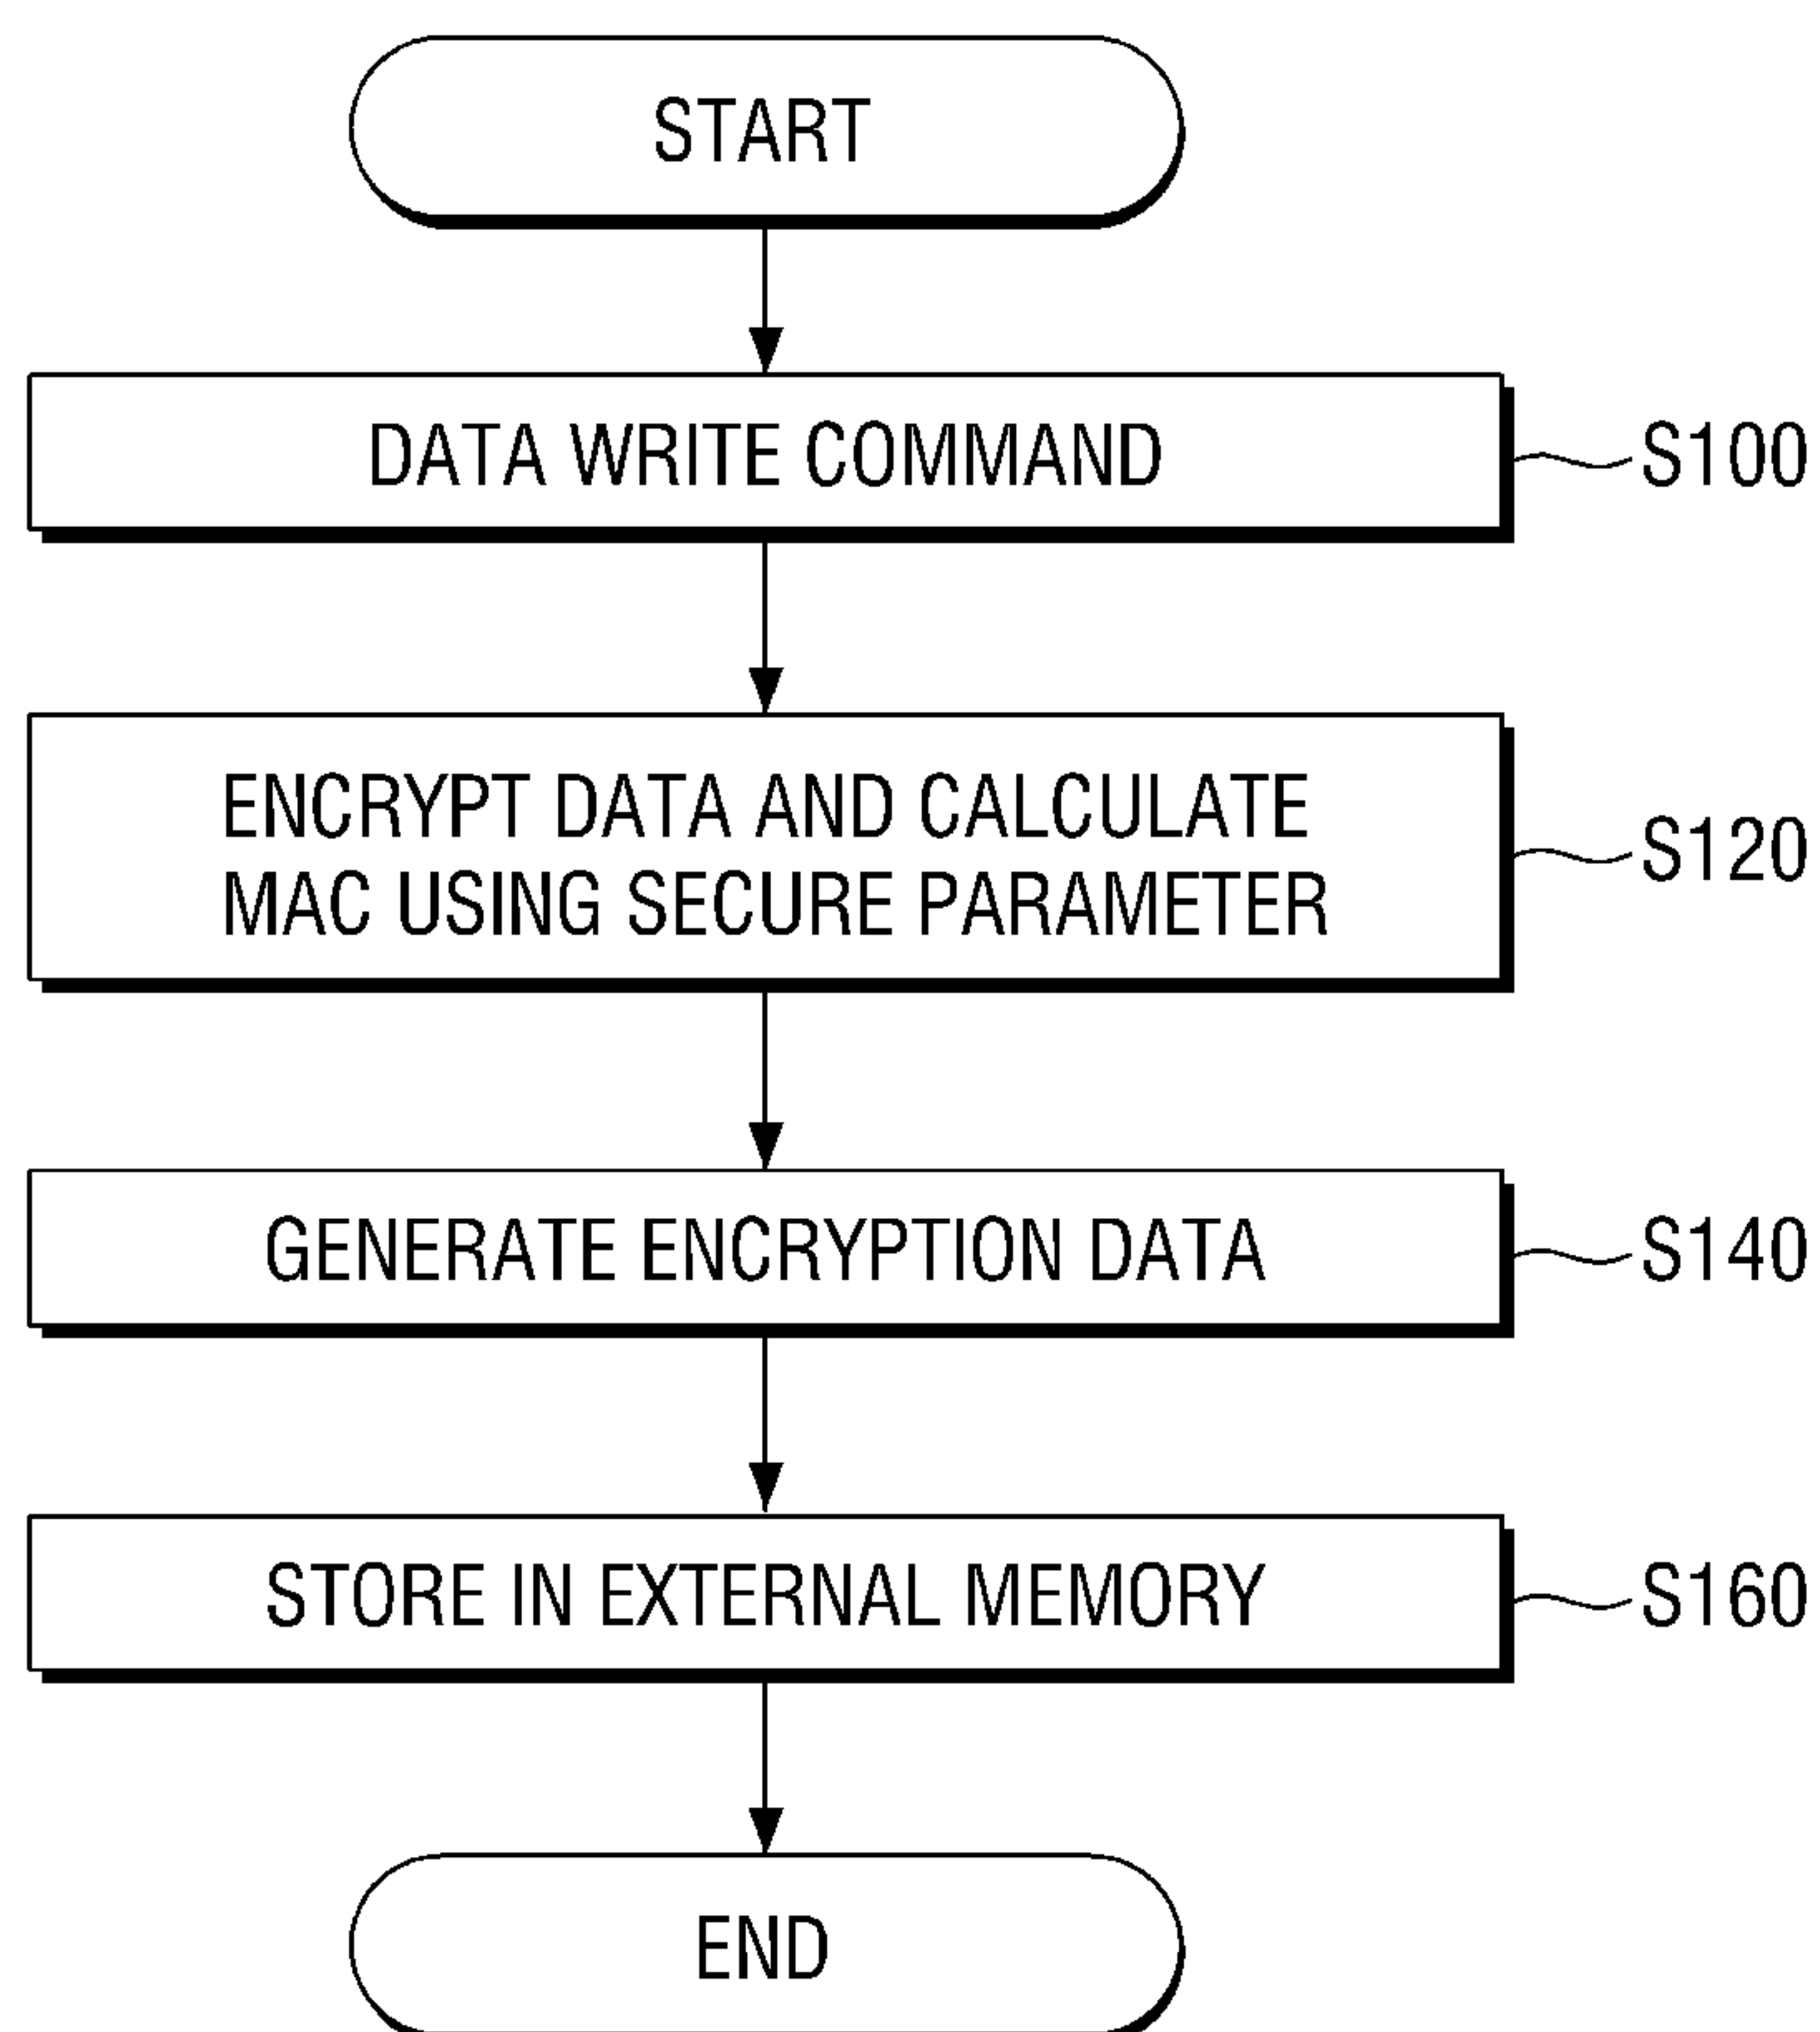 START
DATA WRITE COMMAND
S100
ENCRYPT DATA AND CALCULATE
MAC USING SECURE PARAMETER
S120
GENERATE ENCRYPTION DATA
S140
STORE IN EXTERNAL MEMORY
S160
END